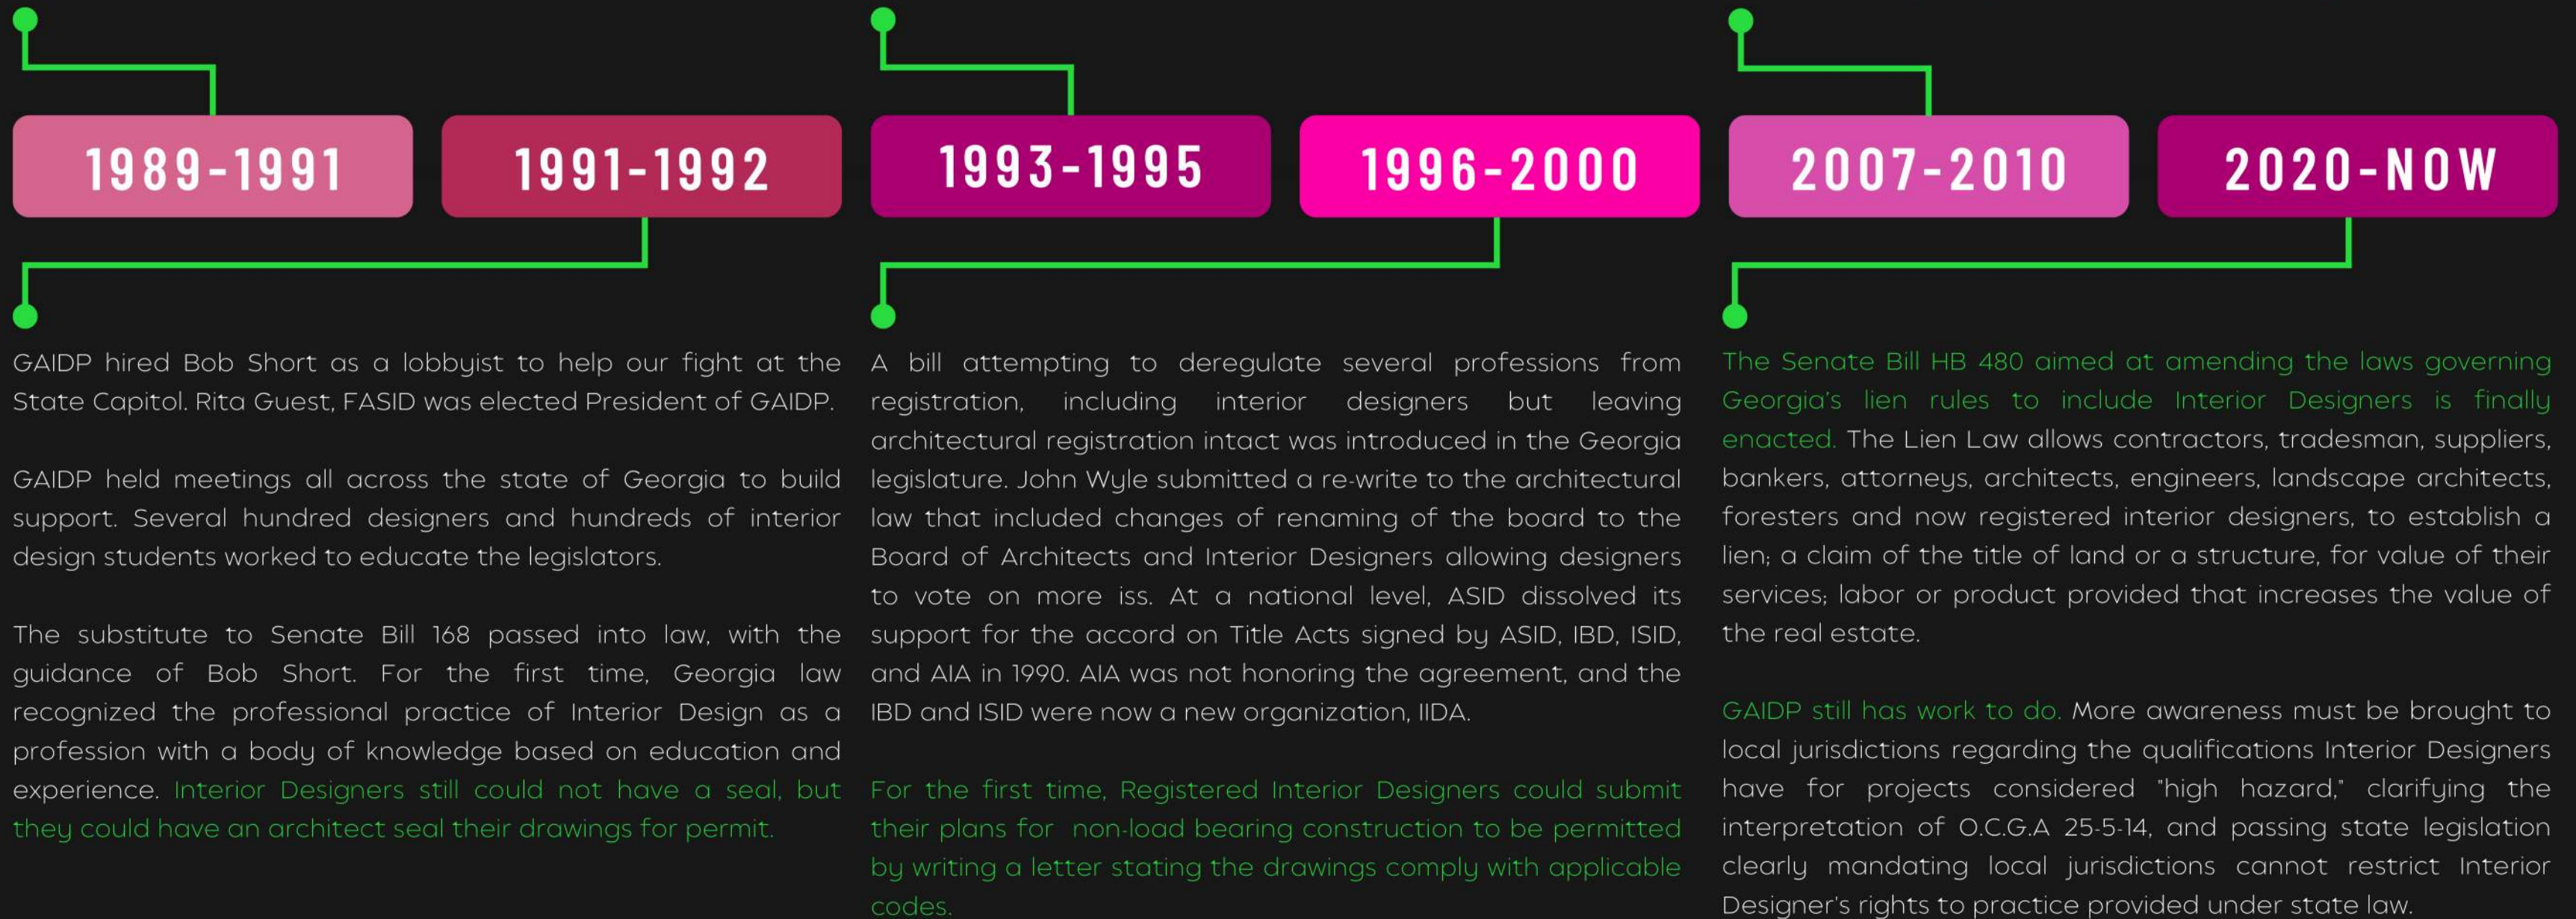 1989-1991
1991-1992
1993-1995
1996-2000
2007-2010
2020-NOW
GAIDP hired Bob Short as a lobbyist to help our fight at the
State Capitol. Rita Guest, FASID was elected President of GAIDP.
GAIDP held meetings all across the state of Georgia to build
support. Several hundred designers and hundreds of interior
design students worked to educate the legislators.
The substitute to Senate Bill 168 passed into law, with the
guidance of Bob Short. For the first time, Georgia law
recognized the professional practice of Interior Design as a
profession with a body of knowledge based on education and
experience. Interior Designers still could not have a seal, but
they could have an architect seal their drawings for permit.
A bill attempting to deregulate several professions from
registration, including interior designers but leaving
architectural registration intact was introduced in the Georgia
legislature. John Wyle submitted a re-write to the architectural
law that included changes of renaming of the board to the
Board of Architects and Interior Designers allowing designers
to vote on more iss. At a national level, ASID dissolved its
support for the accord on Title Acts signed by ASID, IBD, ISID,
and AIA in 1990. AIA was not honoring the agreement, and the
IBD and ISID were now a new organization, IIDA.
For the first time, Registered Interior Designers could submit
their plans for non-load bearing construction to be permitted
by writing a letter stating the drawings comply with applicable
codes.
The Senate Bill HB 480 aimed at amending the laws governing
Georgia's lien rules to include Interior Designers is finally
enacted. The Lien Law allows contractors, tradesman, suppliers,
bankers, attorneys, architects, engineers, landscape architects,
foresters and now registered interior designers, to establish a
lien; a claim of the title of land or a structure, for value of their
services; labor or product provided that increases the value of
the real estate.
GAIDP still has work to do. More awareness must be brought to
local jurisdictions regarding the qualifications Interior Designers
have for projects considered "high hazard," clarifying the
interpretation of O.C.G.A 25-5-14, and passing state legislation
clearly mandating local jurisdictions cannot restrict Interior
Designer's rights to practice provided under state law.